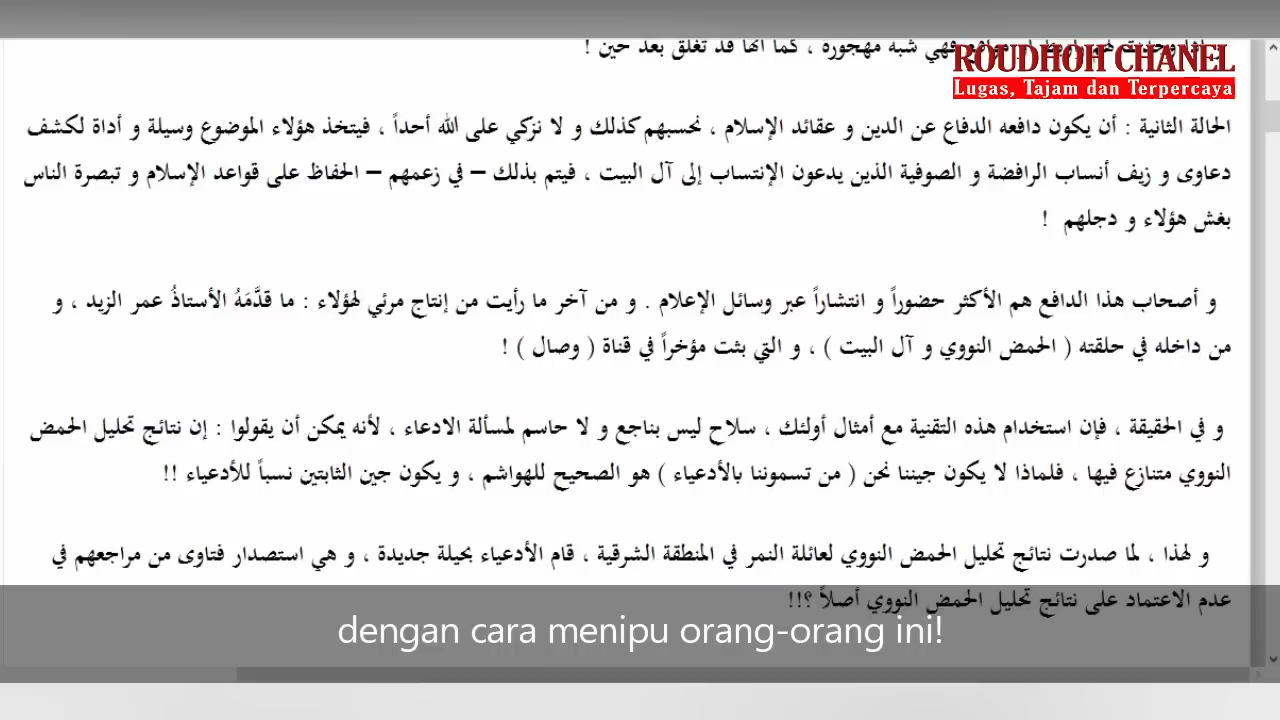 فهي شبه مهجورة ، كما أنها قد تغلق بعد حين !
ROUDHOH CHANEL
Lugas, Tajam dan Terpercaya
الحالة الثانية : أن يكون دافعه الدفاع عن الدين و عقائد الإسلام ، نحسبهم كذلك و لا نزكي على الله أحداً ، فيتخذ هؤلاء الموضوع وسيلة و أداة لكشف
دعاوى و زيف أنساب الرافضة و الصوفية الذين يدعون الإنتساب إلى آل البيت ، فيتم بذلك – في زعمهم – الحفاظ على قواعد الإسلام و تبصرة الناس
بغش هؤلاء و دجلهم !
و أصحاب هذا الدافع هم الأكثر حضوراً و انتشاراً عبر وسائل الإعلام . و من آخر ما رأيت من إنتاج مرئي لهؤلاء : ما قدَّمَهُ الأستاذُ عمر الزيد ، و
من داخله في حلقته ( الحمض النووي و آل البيت ) ، و التي بثت مؤخراً في قناة ( وصال ) !
و في الحقيقة ، فإن استخدام هذه التقنية مع أمثال أولئك ، سلاح ليس بناجع و لا حاسم لمسألة الادعاء ، لأنه يمكن أن يقولوا : إن نتائج تحليل الحمض
النووي متنازع فيها ، فلماذا لا يكون جيننا نحن ( من تسموننا بالأدعياء ) هو الصحيح للهواشم ، و يكون جين الثابتين نسباً للأدعياء !!
و لهذا ، لما صدرت نتائج تحليل الحمض النووي لعائلة النمر في المنطقة الشرقية ، قام الأدعياء بحيلة جديدة ، و هي استصدار فتاوى من مراجعهم في
عدم الاعتماد على نتائج تحليل الحمض النووي أصلاً ؟!!
dengan cara menipu orang-orang ini!